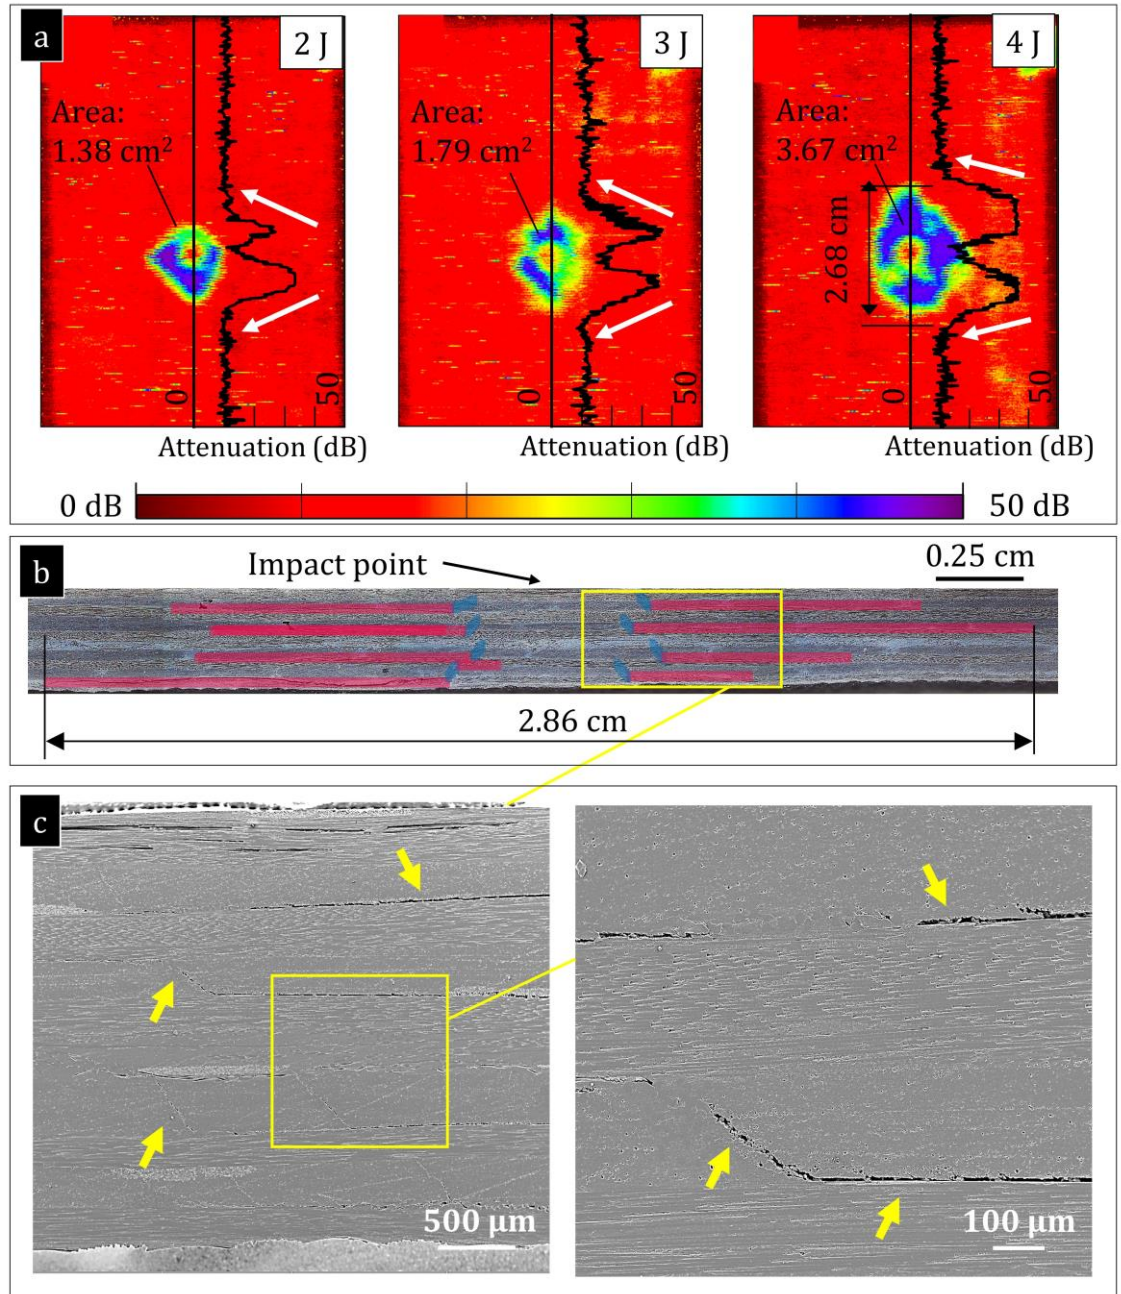 a
2 J
3 J
4 J
Area:
1.38 cm²
Area:
1.79 cm²
Area:
3.67 cm²
2.68 cm
0
50
0
50
0
50
Attenuation (dB)
Attenuation (dB)
Attenuation (dB)
0 dB
50 dB
b
Impact point
0.25 cm
2.86 cm
c
500 µm
100 µm